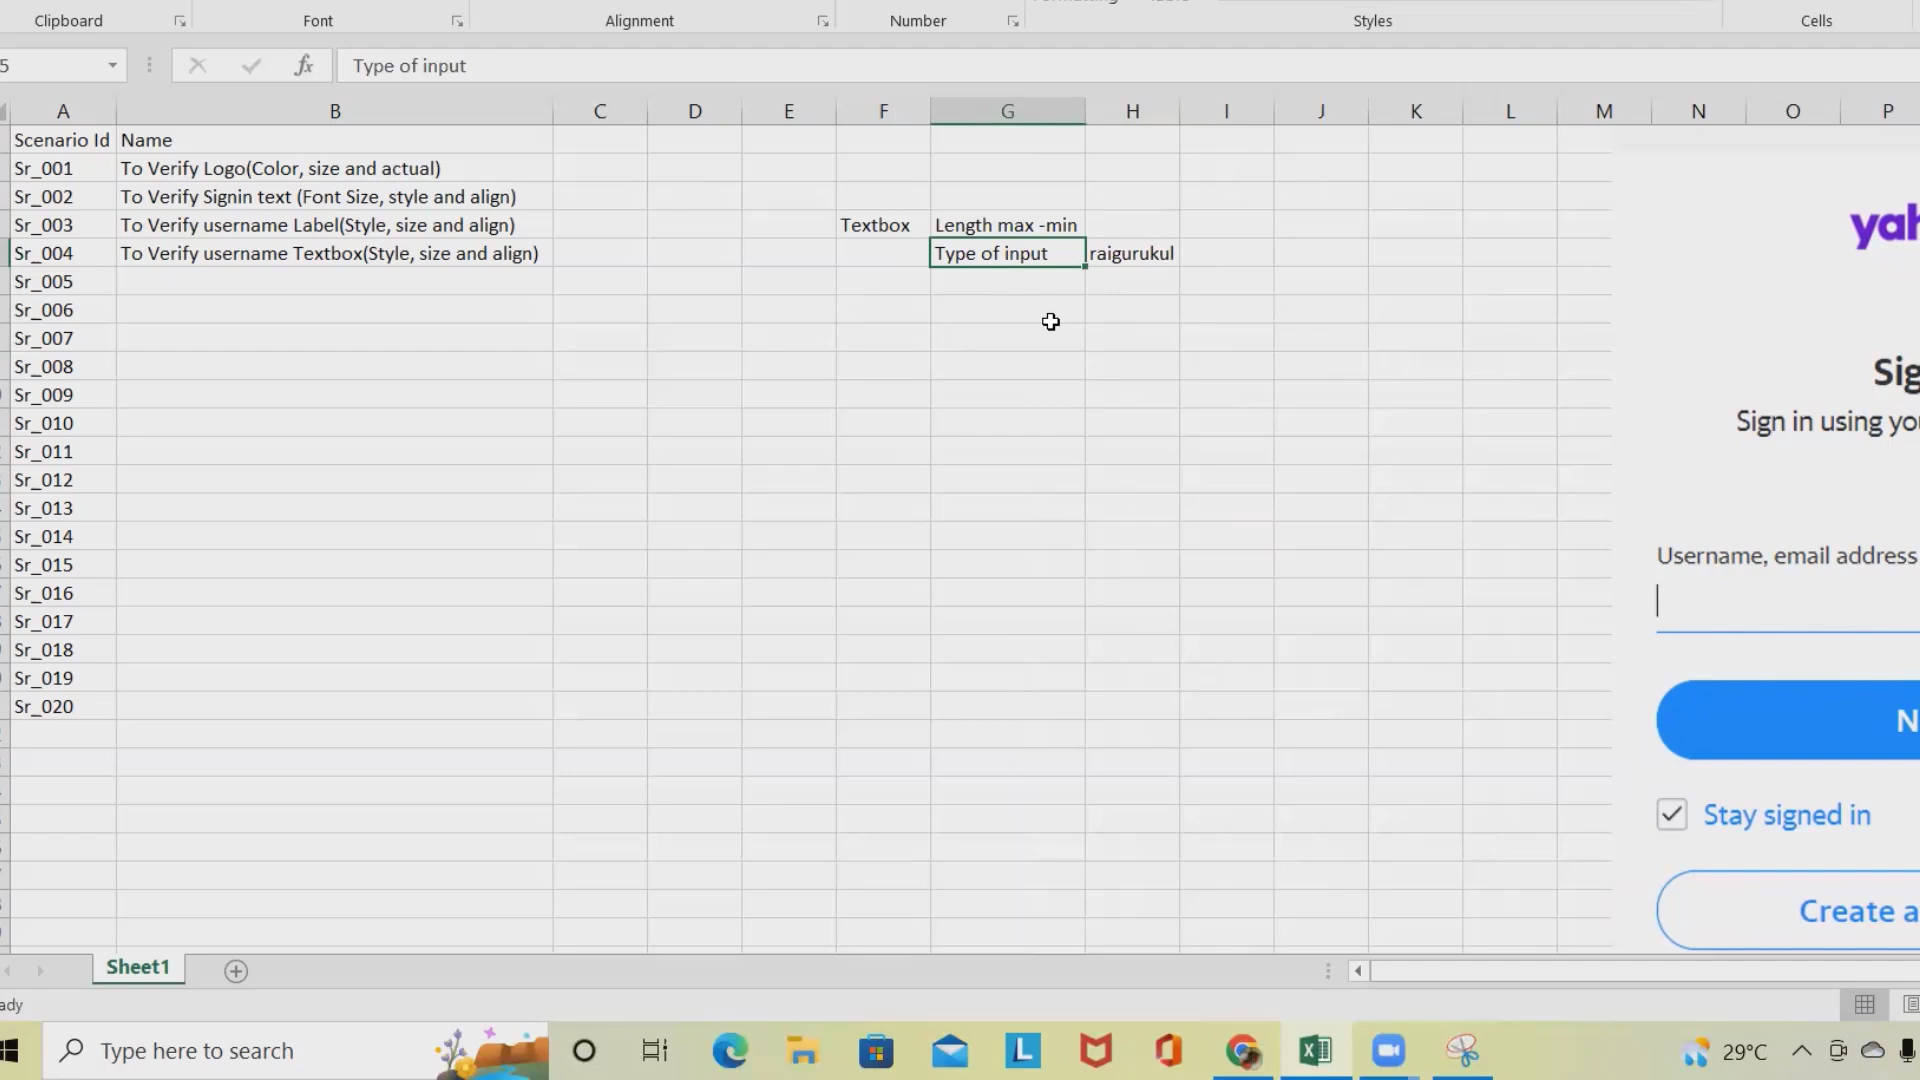 Clipboard Font Alignment Number Styles Cells
5 fx Type of input
A B C D E F G H I J K L M N O P
Scenario Id Name
Sr_001 To Verify Logo(Color, size and actual)
Sr_002 To Verify Signin text (Font Size, style and align)
Sr_003 To Verify username Label(Style, size and align) Textbox Length max -min
Sr_004 To Verify username Textbox(Style, size and align) Type of input raigurukul
Sr_005
Sr_006
Sr_007
Sr_008
Sr_009
Sr_010
Sr_011
Sr_012
Sr_013
Sr_014
Sr_015
Sr_016
Sr_017
Sr_018
Sr_019
Sr_020
yah
Sig
Sign in using you
Username, email address
N
Stay signed in
Create a
Sheet1
ady
Type here to search
L
29°C